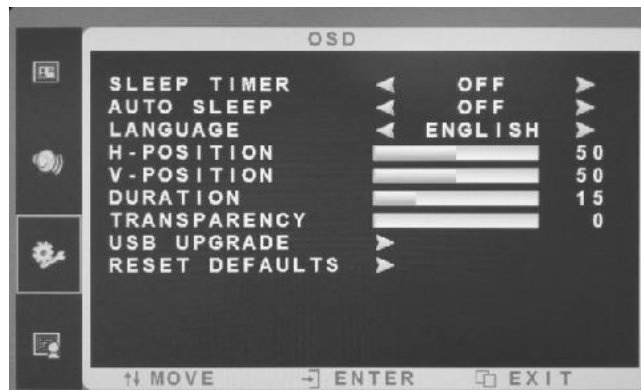 OSD
SLEEP TIMER OFF
AUTO SLEEP OFF
LANGUAGE ENGLISH
H-POSITION 50
V-POSITION 50
DURATION 15
TRANSPARENCY 0
USB UPGRADE
RESET DEFAULTS
MOVE ENTER EXIT